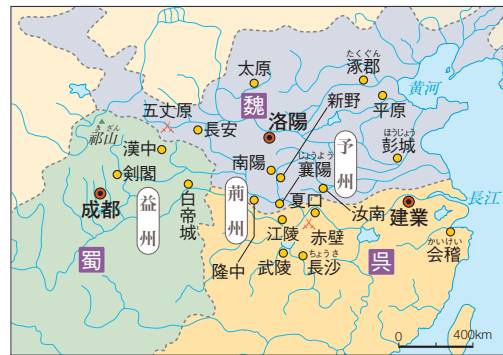 たくぐん
涿郡
太原
黄河
魏
新野
平原
五丈原
長安
洛陽
ほうじょう
彭城
きざん
祁山
漢中
南陽
じょうよう
襄陽
予州
剣閣
成都
益州
白帝城
荆州
夏口
汝南
建業
長江
江陵
赤壁
かいけい
会稽
蜀
隆中
武陵
ちょうさ
長沙
呉
0 400km